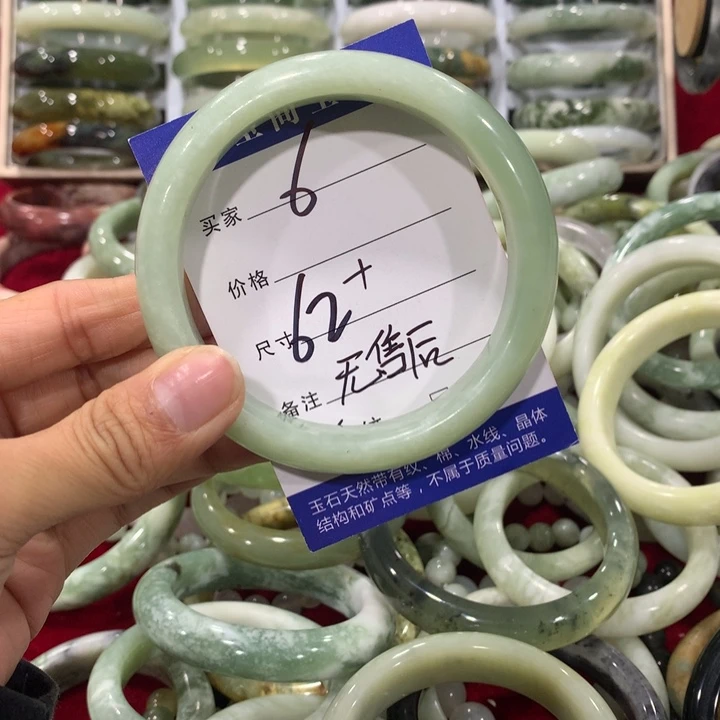 买家 6
价格
尺寸 62+
备注 无售后
玉石天然带有纹、棉、水线、晶体
结构和矿点等，不属于质量问题。